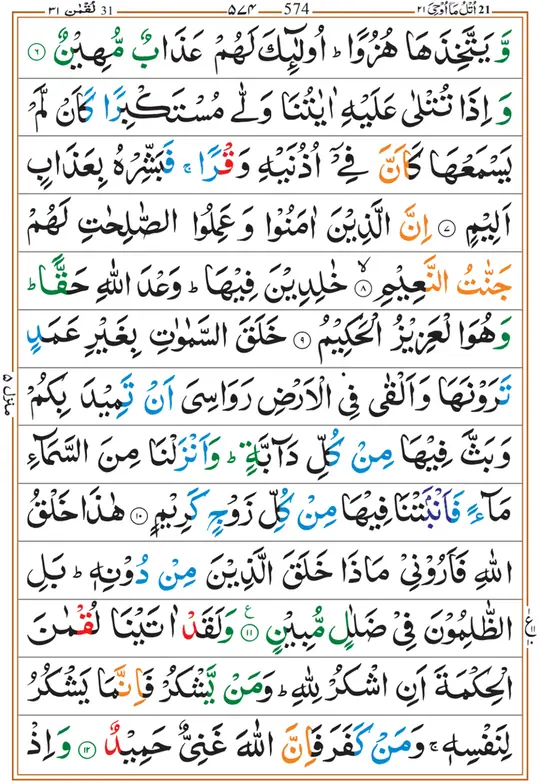 لُقْمٰن ٣١ 31 ٥٧٤ 574 21 اُتْلُ مَاۤ اُوْحِیَ ٢١
وَّ یَتَّخِذَهَا هُزُوًا ؕ اُولٰٓئِكَ لَهُمْ عَذَابٌ مُّهِیْنٌ ۝٦
وَ اِذَا تُتْلٰى عَلَیْهِ اٰیٰتُنَا وَلّٰى مُسْتَكْبِرًا كَاَنْ لَّمْ
یَسْمَعْهَا كَاَنَّ فِیْۤ اُذُنَیْهِ وَقْرًا ۚ فَبَشِّرْهُ بِعَذَابٍ
اَلِیْمٍ ۝٧ اِنَّ الَّذِیْنَ اٰمَنُوْا وَ عَمِلُوا الصّٰلِحٰتِ لَهُمْ
جَنّٰتُ النَّعِیْمِ ۙ۝٨ خٰلِدِیْنَ فِیْهَا ؕ وَعْدَ اللّٰهِ حَقًّا ؕ
وَ هُوَ الْعَزِیْزُ الْحَكِیْمُ ۝٩ خَلَقَ السَّمٰوٰتِ بِغَیْرِ عَمَدٍ
تَرَوْنَهَا وَ اَلْقٰى فِی الْاَرْضِ رَوَاسِیَ اَنْ تَمِیْدَ بِكُمْ
وَ بَثَّ فِیْهَا مِنْ كُلِّ دَآبَّةٍ ؕ وَ اَنْزَلْنَا مِنَ السَّمَآءِ
مَآءً فَاَنْۢبَتْنَا فِیْهَا مِنْ كُلِّ زَوْجٍ كَرِیْمٍ ۝١٠ هٰذَا خَلْقُ
اللّٰهِ فَاَرُوْنِیْ مَاذَا خَلَقَ الَّذِیْنَ مِنْ دُوْنِهٖ ؕ بَلِ
الظّٰلِمُوْنَ فِیْ ضَلٰلٍ مُّبِیْنٍ ۝١١ ع وَ لَقَدْ اٰتَیْنَا لُقْمٰنَ
الْحِكْمَةَ اَنِ اشْكُرْ لِلّٰهِ ؕ وَ مَنْ یَّشْكُرْ فَاِنَّمَا یَشْكُرُ
لِنَفْسِهٖ ۚ وَ مَنْ كَفَرَ فَاِنَّ اللّٰهَ غَنِیٌّ حَمِیْدٌ ۝١٢ وَ اِذْ
منزل ٥